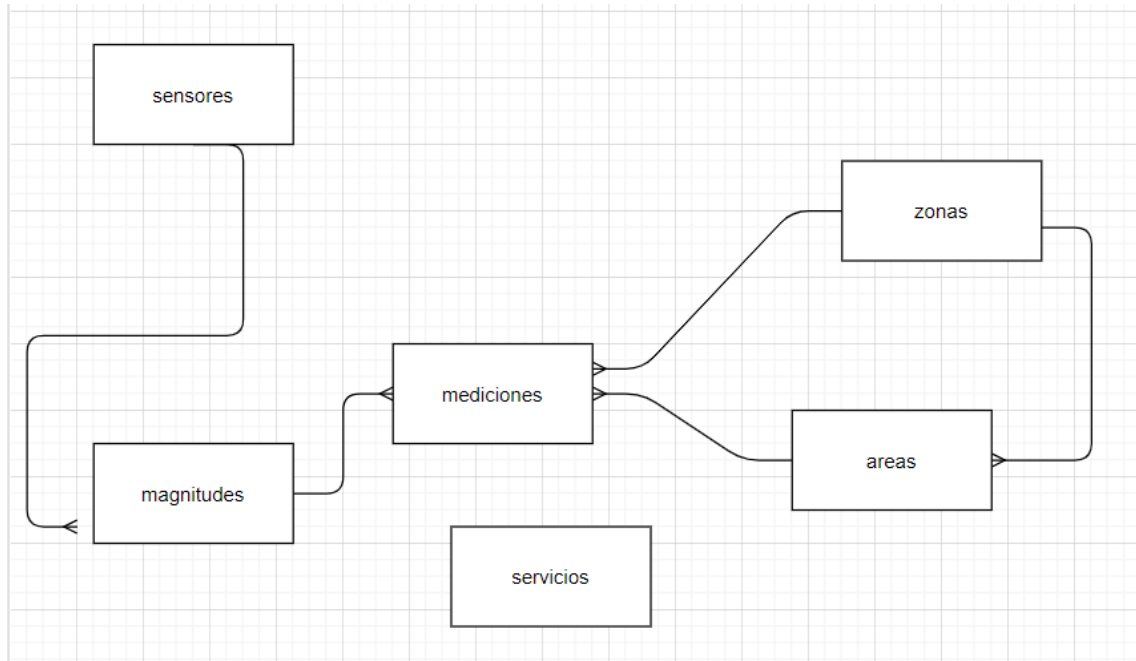 sensores
zonas
mediciones
areas
magnitudes
servicios